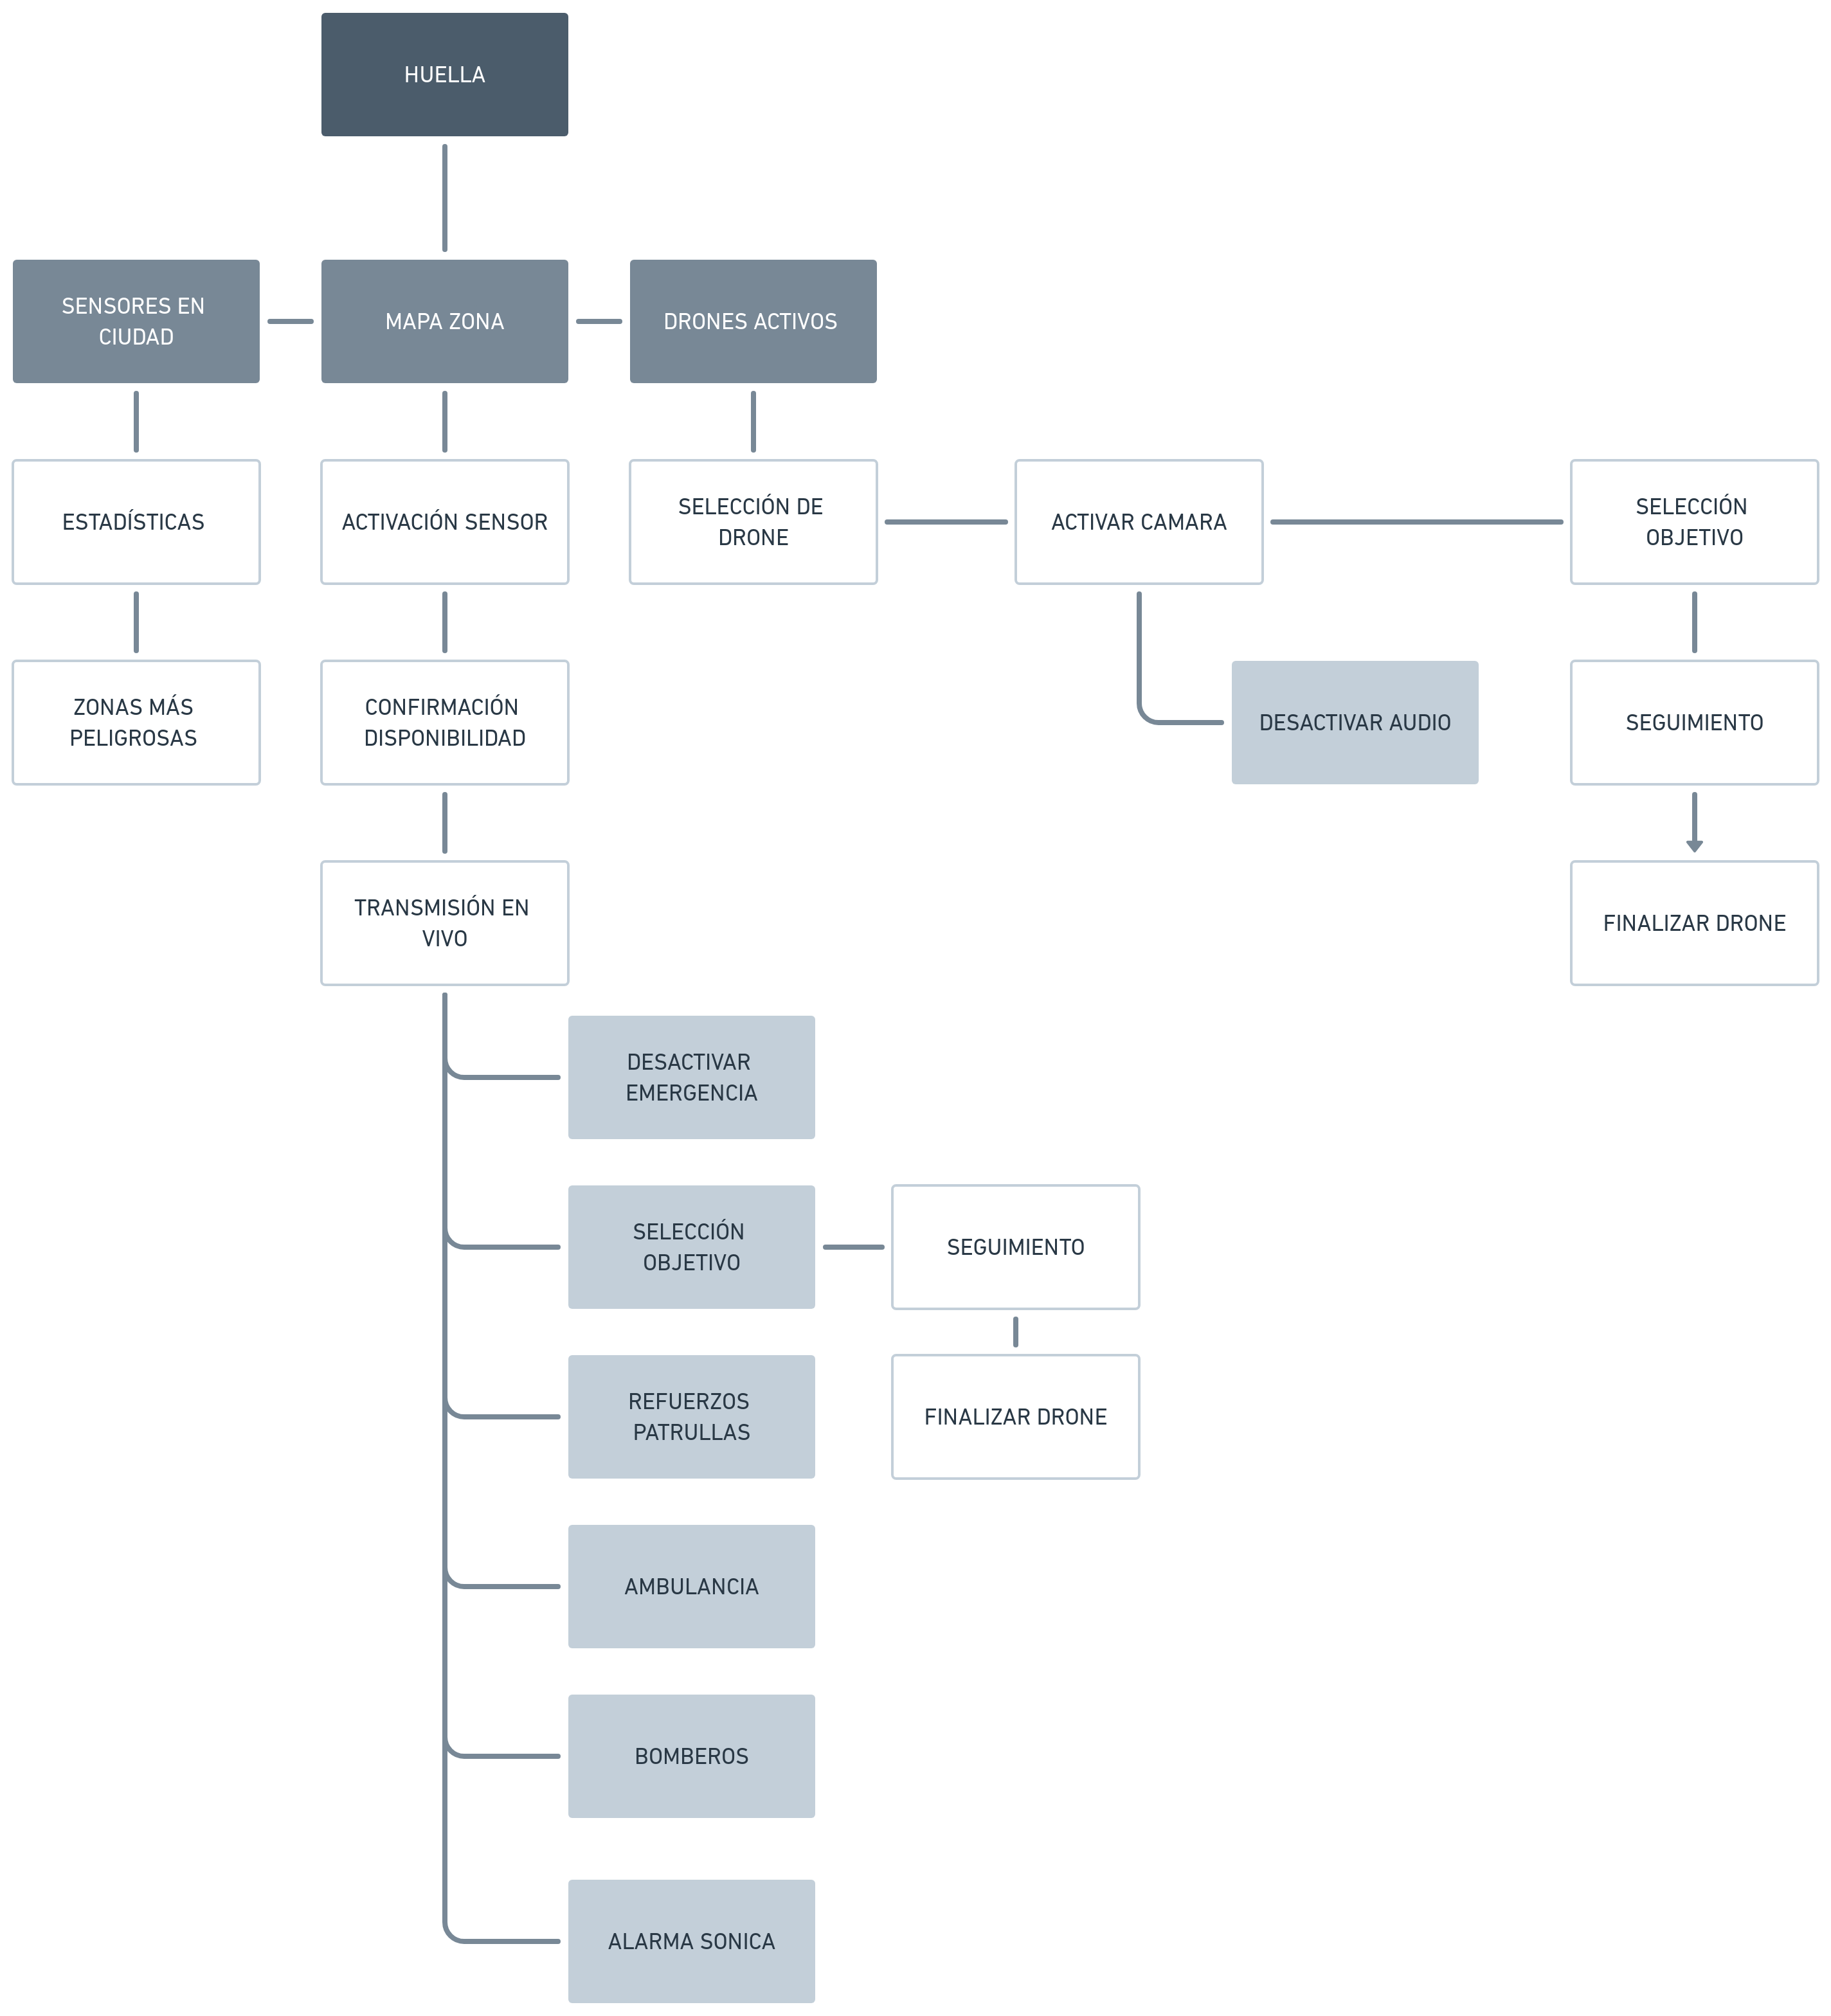 HUELLA
SENSORES EN
CIUDAD
MAPA ZONA
DRONES ACTIVOS
ESTADÍSTICAS
ACTIVACIÓN SENSOR
SELECCIÓN DE
DRONE
ACTIVAR CAMARA
SELECCIÓN
OBJETIVO
ZONAS MÁS
PELIGROSAS
CONFIRMACIÓN
DISPONIBILIDAD
DESACTIVAR AUDIO
SEGUIMIENTO
TRANSMISIÓN EN
VIVO
FINALIZAR DRONE
DESACTIVAR
EMERGENCIA
SELECCIÓN
OBJETIVO
SEGUIMIENTO
REFUERZOS
PATRULLAS
FINALIZAR DRONE
AMBULANCIA
BOMBEROS
ALARMA SONICA